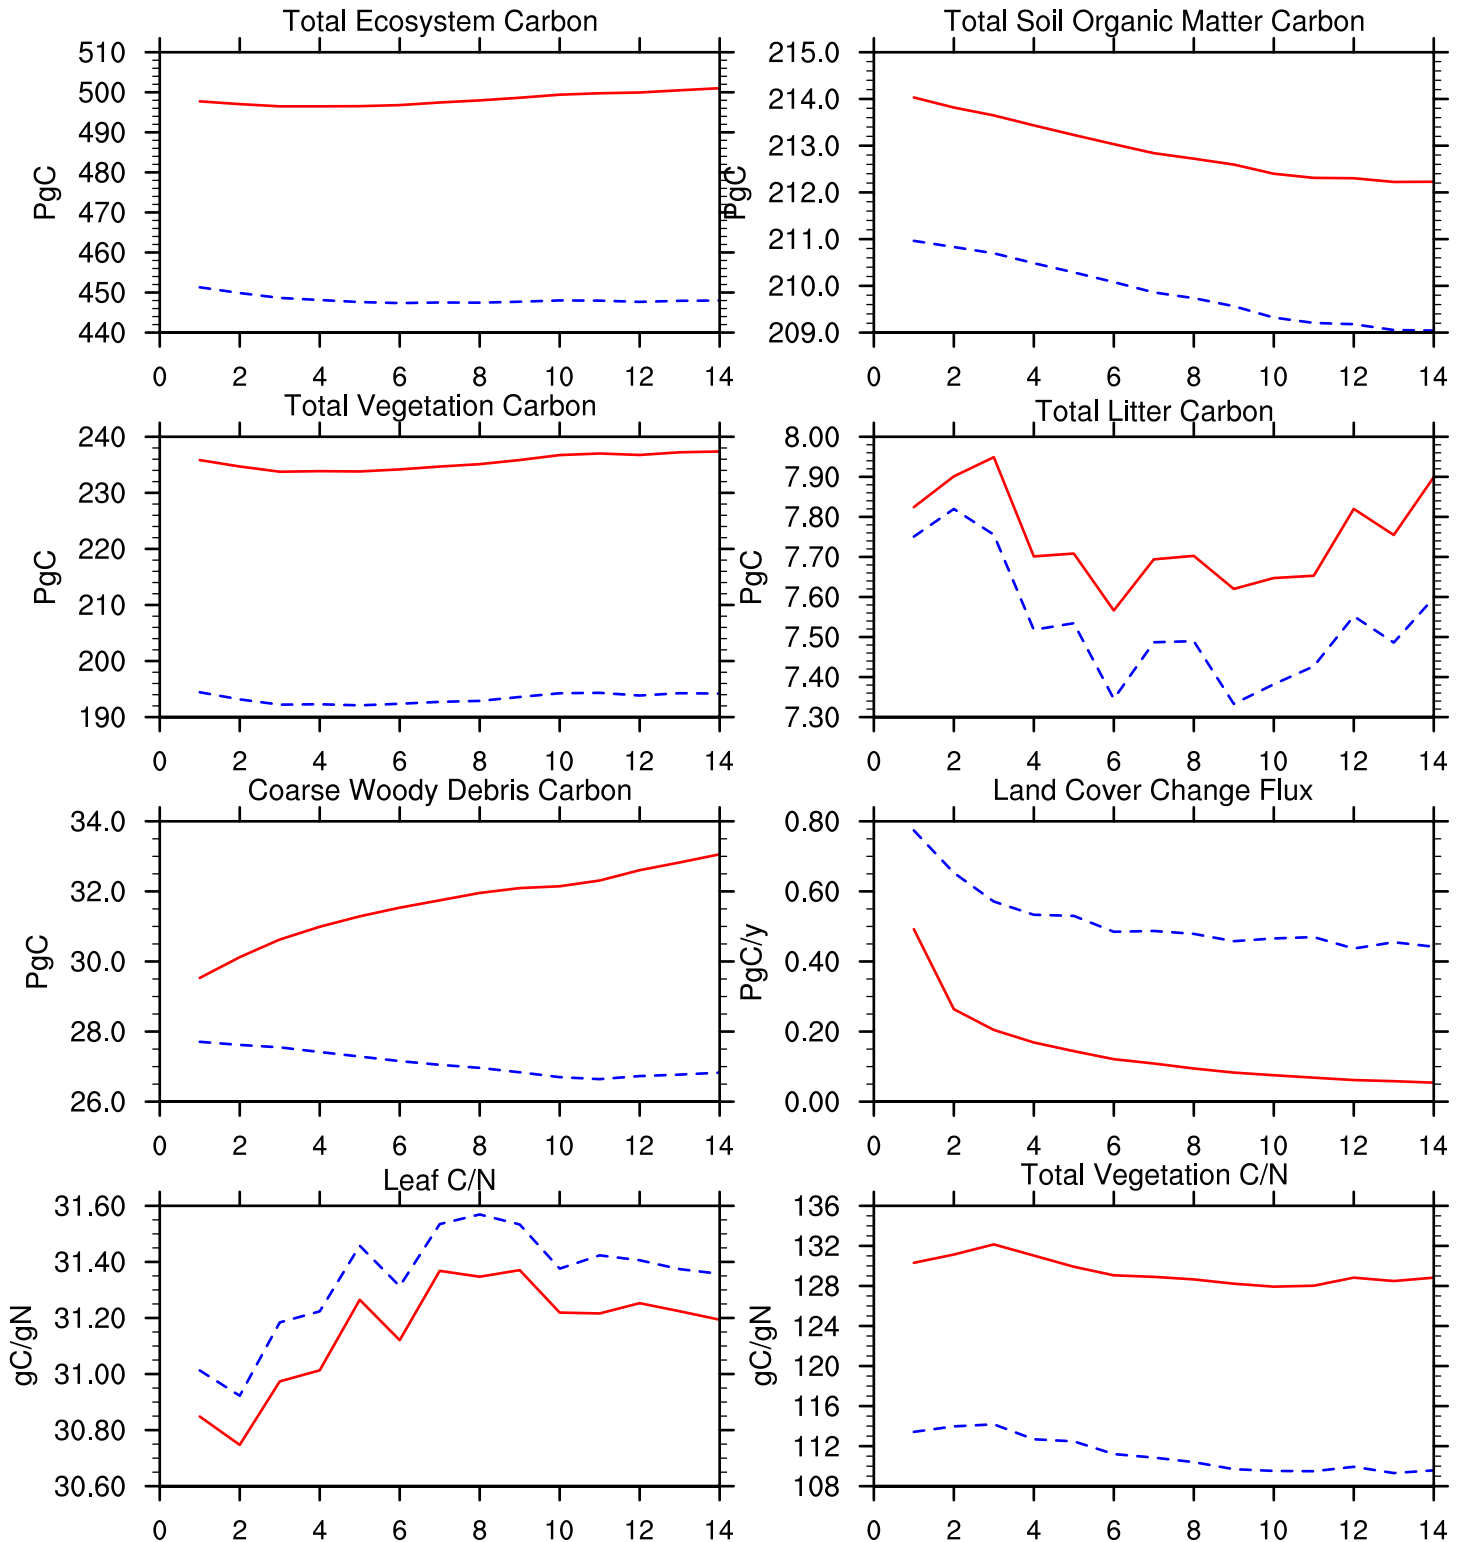 Total Ecosystem Carbon
510
500
490
480
470
460
450
440
PgC
0 2 4 6 8 10 12 14
Total Soil Organic Matter Carbon
215.0
214.0
213.0
212.0
211.0
210.0
209.0
PgC
0 2 4 6 8 10 12 14
Total Vegetation Carbon
240
230
220
210
200
190
PgC
0 2 4 6 8 10 12 14
Total Litter Carbon
8.00
7.90
7.80
7.70
7.60
7.50
7.40
7.30
PgC
0 2 4 6 8 10 12 14
Coarse Woody Debris Carbon
34.0
32.0
30.0
28.0
26.0
PgC
0 2 4 6 8 10 12 14
Land Cover Change Flux
0.80
0.60
0.40
0.20
0.00
PgC/y
0 2 4 6 8 10 12 14
Leaf C/N
31.60
31.40
31.20
31.00
30.80
30.60
gC/gN
0 2 4 6 8 10 12 14
Total Vegetation C/N
136
132
128
124
120
116
112
108
gC/gN
0 2 4 6 8 10 12 14